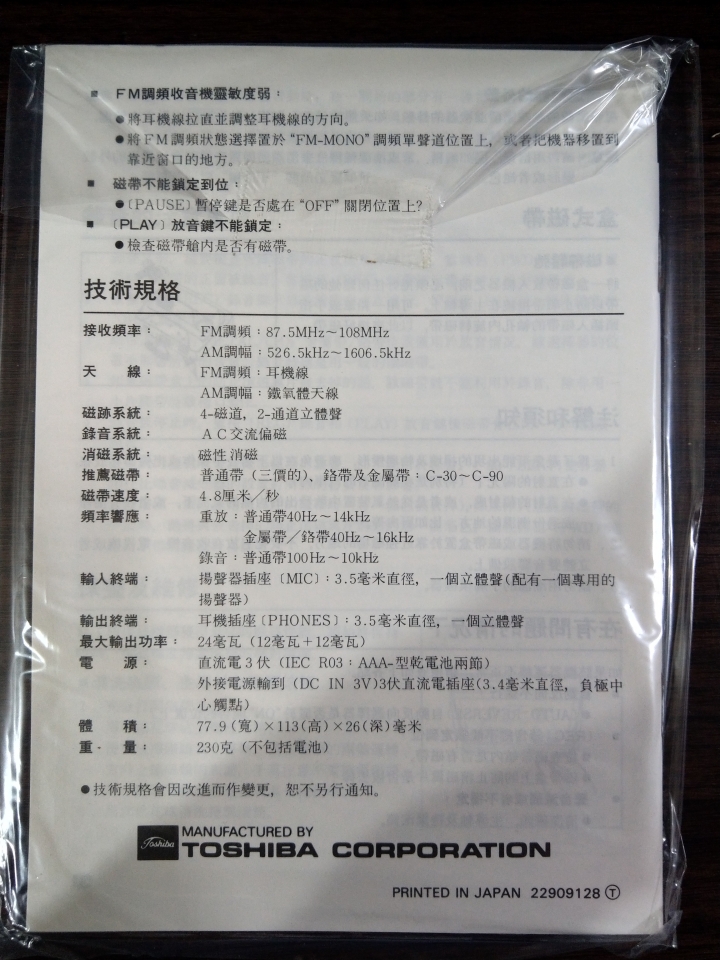 ■ FM調頻收音機靈敏度弱：
●將耳機線拉直並調整耳機線的方向。
●將FM調頻狀態選擇置於“FM-MONO”調頻單聲道位置上，或者把機器移置到
靠近窗口的地方。
■ 磁帶不能鎖定到位：
●〔PAUSE〕暫停鍵是否處在“OFF”關閉位置上?
■ 〔PLAY〕放音鍵不能鎖定：
●檢查磁帶艙内是否有磁帶。
技術規格
接收頻率： FM調頻：87.5MHz～108MHz
AM調幅：526.5kHz～1606.5kHz
天 線： FM調頻：耳機線
AM調幅：鐵氧體天線
磁跡系統： 4-磁道，2-通道立體聲
錄音系統： AC交流偏磁
消磁系統： 磁性消磁
推薦磁帶： 普通帶（三價的）、鉻帶及金屬帶：C-30～C-90
磁帶速度： 4.8厘米／秒
頻率響應： 重放：普通帶40Hz～14kHz
金屬帶／鉻帶40Hz～16kHz
錄音：普通帶100Hz～10kHz
輸入終端： 揚聲器插座〔MIC〕：3.5毫米直徑，一個立體聲(配有一個專用的
揚聲器)
輸出終端： 耳機插座〔PHONES〕：3.5毫米直徑，一個立體聲
最大輸出功率： 24毫瓦（12毫瓦＋12毫瓦）
電 源： 直流電3伏（IEC R03：AAA-型乾電池兩節）
外接電源輸到（DC IN 3V)3伏直流電插座(3.4毫米直徑，負極中
心觸點）
體 積： 77.9(寬)×113(高)×26(深)毫米
重 量： 230克（不包括電池）
●技術規格會因改進而作變更，恕不另行通知。
Toshiba MANUFACTURED BY
TOSHIBA CORPORATION
PRINTED IN JAPAN 22909128 Ⓣ